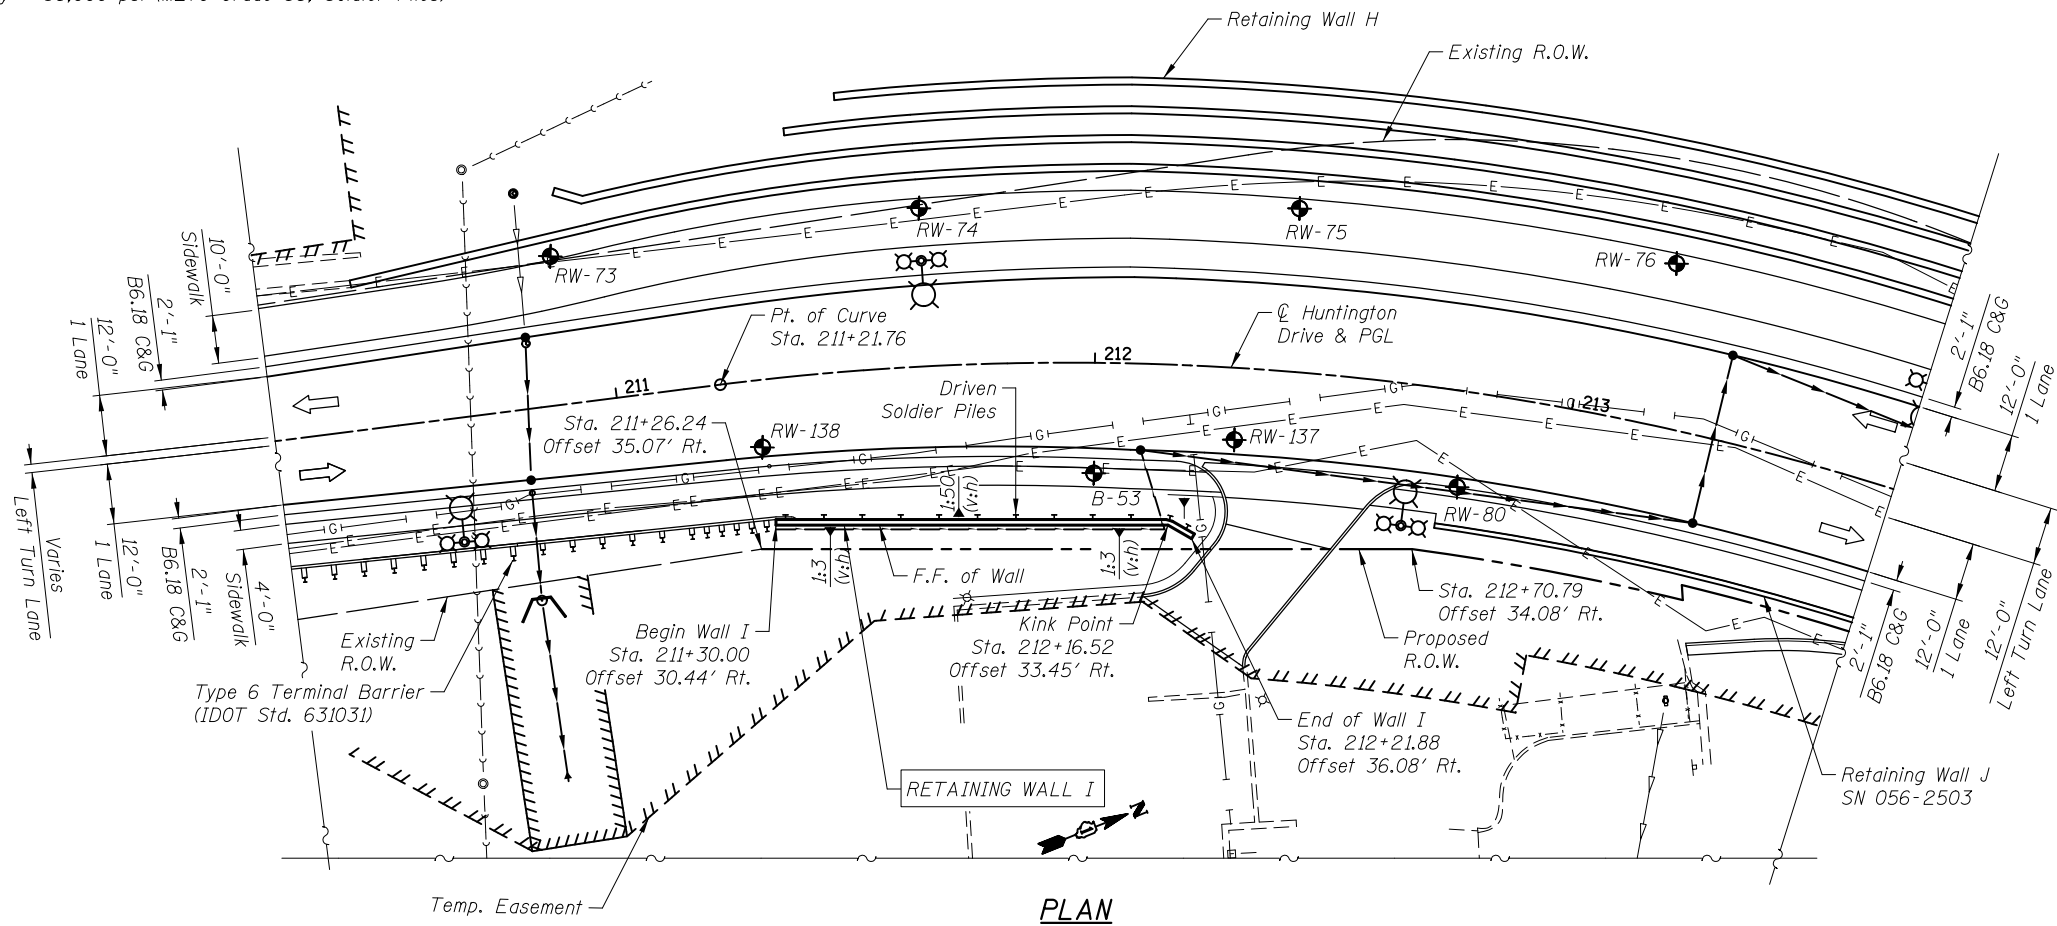 Retaining Wall H
Existing R.O.W.
RW-73
RW-74
RW-75
RW-76
10'-0"
Sidewalk
2'-1"
B6.18 C&G
12'-0"
1 Lane
Varies
Left Turn Lane
12'-0"
1 Lane
2'-1"
B6.18 C&G
4'-0"
Sidewalk
Pt. of Curve
Sta. 211+21.76
℄ Huntington
Drive & PGL
211
212
213
Driven
Soldier Piles
Sta. 211+26.24
Offset 35.07' Rt.
RW-138
RW-137
B-53
RW-80
1:50
(v:h)
1:3
(v:h)
1:3
(v:h)
F.F. of Wall
Existing
R.O.W.
Type 6 Terminal Barrier
(IDOT Std. 631031)
Begin Wall I
Sta. 211+30.00
Offset 30.44' Rt.
Kink Point
Sta. 212+16.52
Offset 33.45' Rt.
Sta. 212+70.79
Offset 34.08' Rt.
Proposed
R.O.W.
End of Wall I
Sta. 212+21.88
Offset 36.08' Rt.
RETAINING WALL I
Retaining Wall J
SN 056-2503
Temp. Easement
2'-1"
B6.18 C&G
12'-0"
1 Lane
12'-0"
Left Turn Lane
12'-0"
1 Lane
2'-1"
B6.18 C&G
N
PLAN